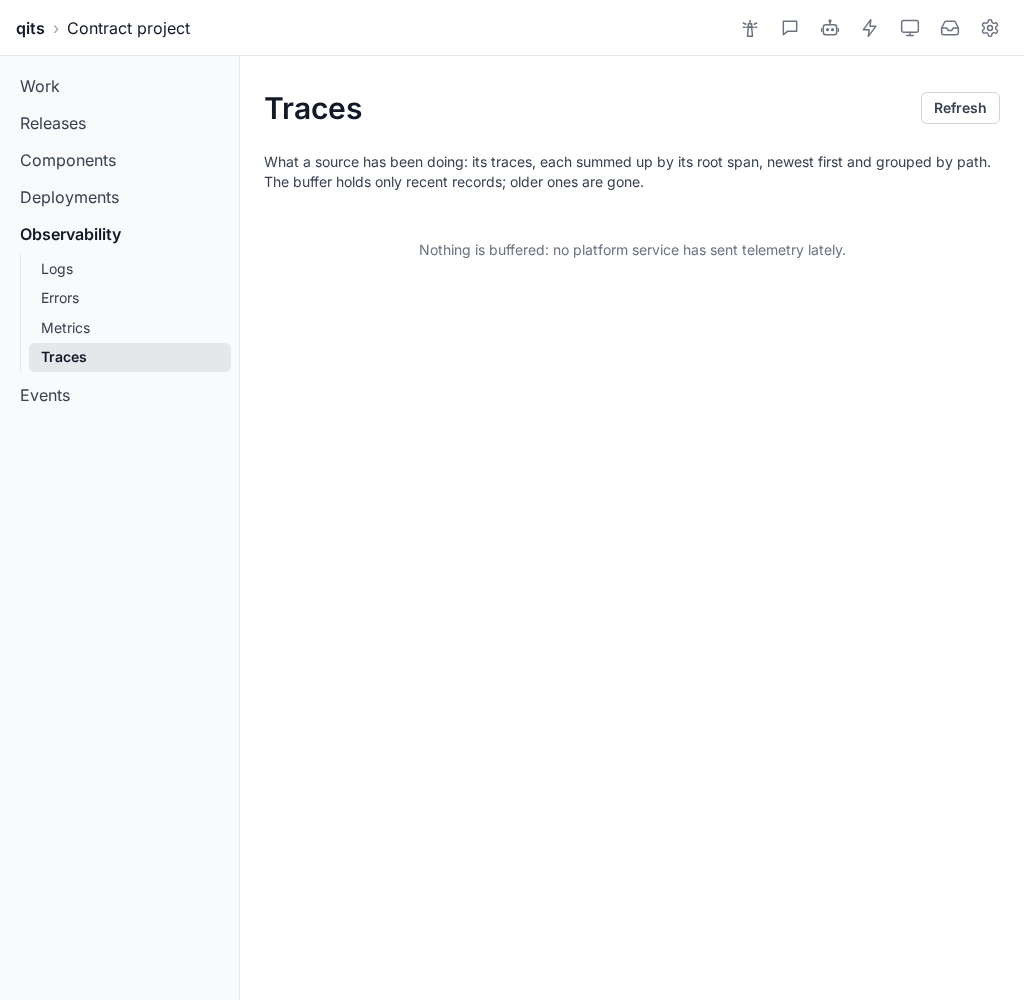 qits › Contract project
Work
Releases
Components
Deployments
Observability
Logs
Errors
Metrics
Traces
Events
Traces
Refresh
What a source has been doing: its traces, each summed up by its root span, newest first and grouped by path.
The buffer holds only recent records; older ones are gone.
Nothing is buffered: no platform service has sent telemetry lately.